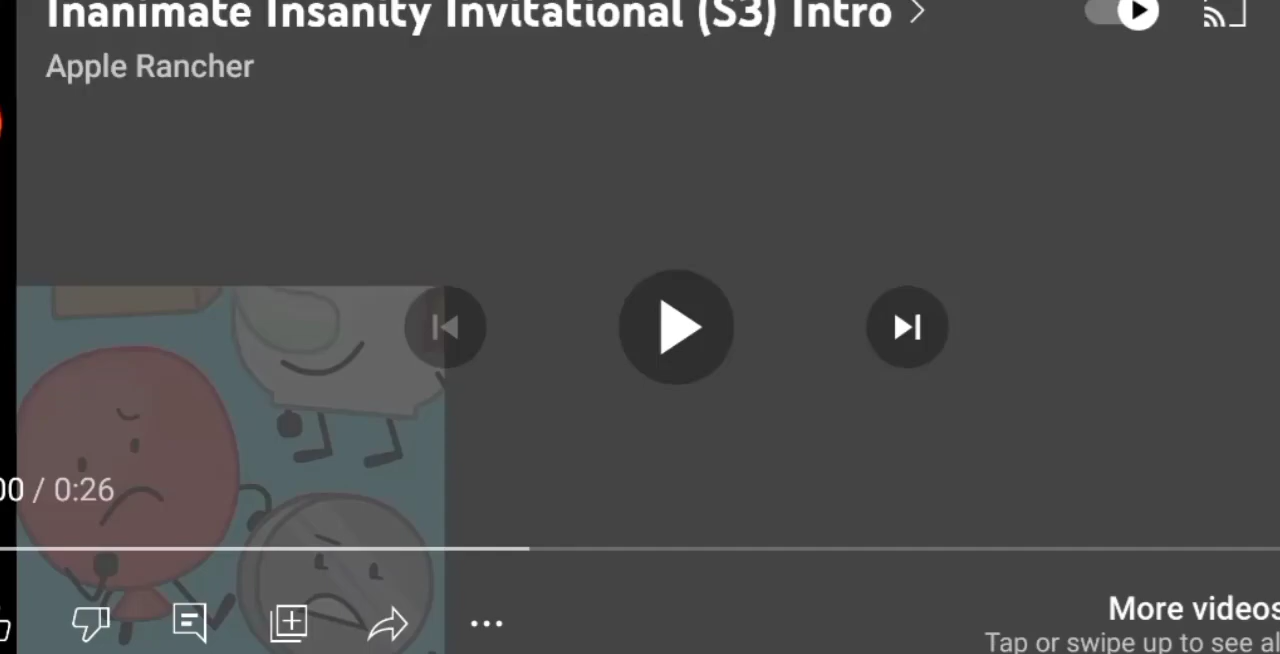 Inanimate Insanity Invitational (S3) Intro
Apple Rancher
00 / 0:26
More videos
Tap or swipe up to see al